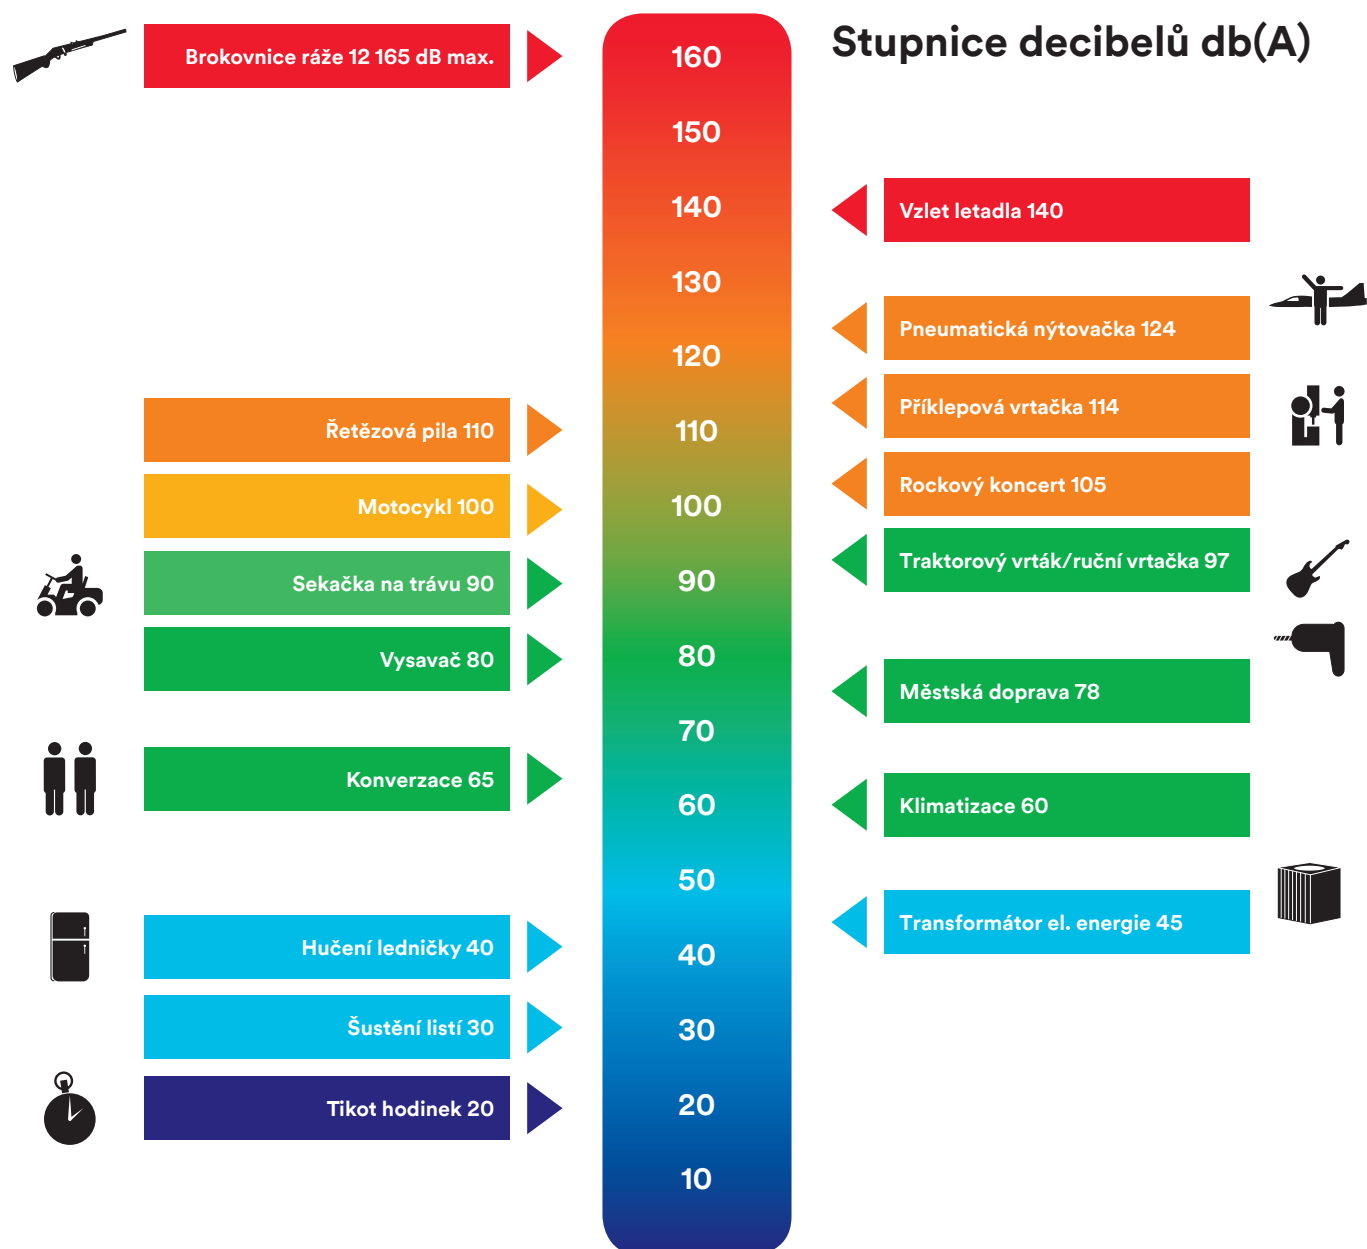 Stupnice decibelů db(A)
Brokovnice ráže 12 165 dB max.
Řetězová pila 110
Motocykl 100
Sekačka na trávu 90
Vysavač 80
Konverzace 65
Hučení ledničky 40
Šustění listí 30
Tikot hodinek 20
160
150
140
130
120
110
100
90
80
70
60
50
40
30
20
10
Vzlet letadla 140
Pneumatická nýtovačka 124
Příklepová vrtačka 114
Rockový koncert 105
Traktorový vrták/ruční vrtačka 97
Městská doprava 78
Klimatizace 60
Transformátor el. energie 45